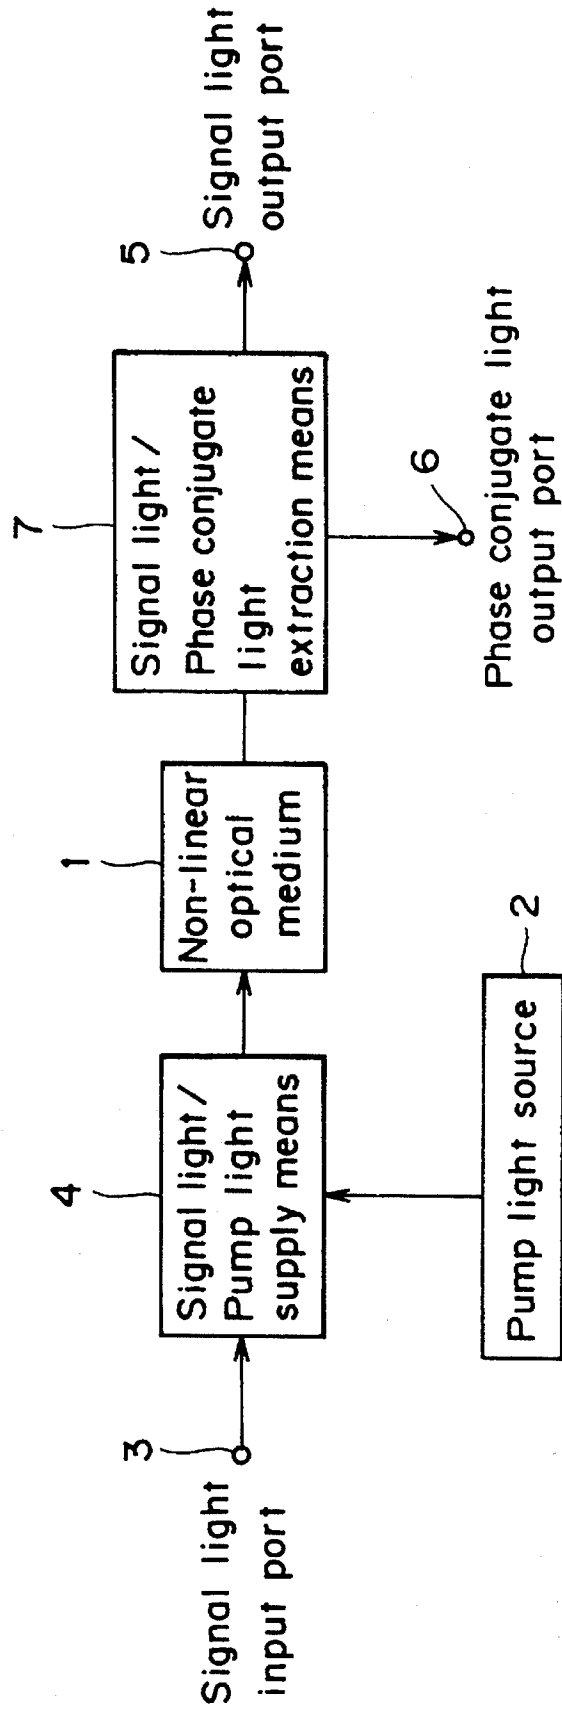 3
Signal light
input port
4
Signal light/
Pump light
supply means
2
Pump light source
1
Non-linear
optical
medium
7
Signal light/
Phase conjugate
light
extraction means
5
Signal light
output port
6
Phase conjugate light
output port